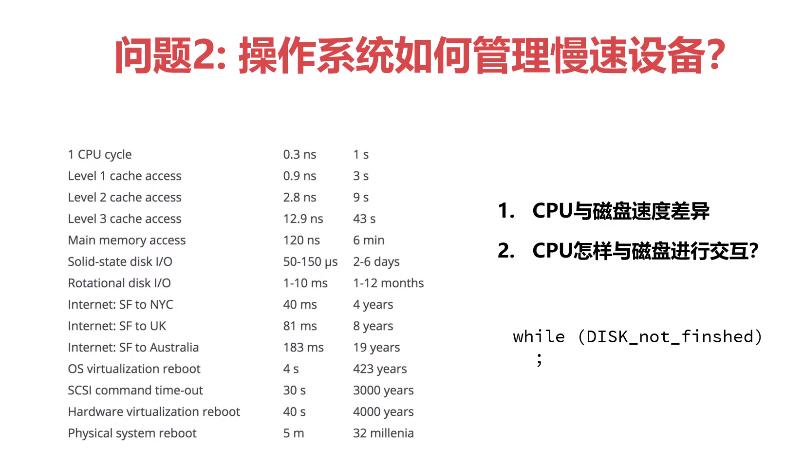 问题2: 操作系统如何管理慢速设备?
1 CPU cycle 0.3 ns 1 s
Level 1 cache access 0.9 ns 3 s
Level 2 cache access 2.8 ns 9 s
Level 3 cache access 12.9 ns 43 s
Main memory access 120 ns 6 min
Solid-state disk I/O 50-150 μs 2-6 days
Rotational disk I/O 1-10 ms 1-12 months
Internet: SF to NYC 40 ms 4 years
Internet: SF to UK 81 ms 8 years
Internet: SF to Australia 183 ms 19 years
OS virtualization reboot 4 s 423 years
SCSI command time-out 30 s 3000 years
Hardware virtualization reboot 40 s 4000 years
Physical system reboot 5 m 32 millenia
1. CPU与磁盘速度差异
2. CPU怎样与磁盘进行交互?
while (DISK_not_finshed)
;